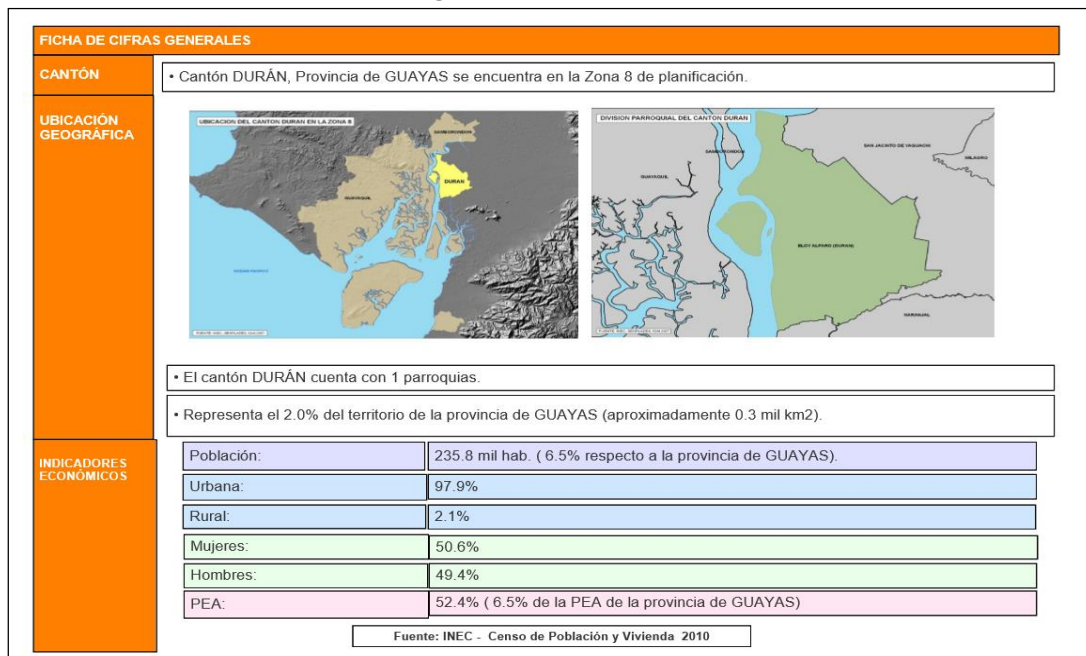 FICHA DE CIFRAS GENERALES
CANTÓN
• Cantón DURÁN, Provincia de GUAYAS se encuentra en la Zona 8 de planificación.
UBICACIÓN
GEOGRÁFICA
UBICACION DEL CANTON DURAN EN LA ZONA 8
SAMBORONDON
DURAN
GUAYAQUIL
OCEANO PACIFICO
DIVISION PARROQUIAL DEL CANTON DURAN
SAN JACINTO DE YAGUACHI
SAMBORONDON
MILAGRO
GUAYAQUIL
ELOY ALFARO (DURAN)
NARANJAL
• El cantón DURÁN cuenta con 1 parroquias.
• Representa el 2.0% del territorio de la provincia de GUAYAS (aproximadamente 0.3 mil km2).
INDICADORES
ECONÓMICOS
Población: 235.8 mil hab. ( 6.5% respecto a la provincia de GUAYAS).
Urbana: 97.9%
Rural: 2.1%
Mujeres: 50.6%
Hombres: 49.4%
PEA: 52.4% ( 6.5% de la PEA de la provincia de GUAYAS)
Fuente: INEC - Censo de Población y Vivienda 2010